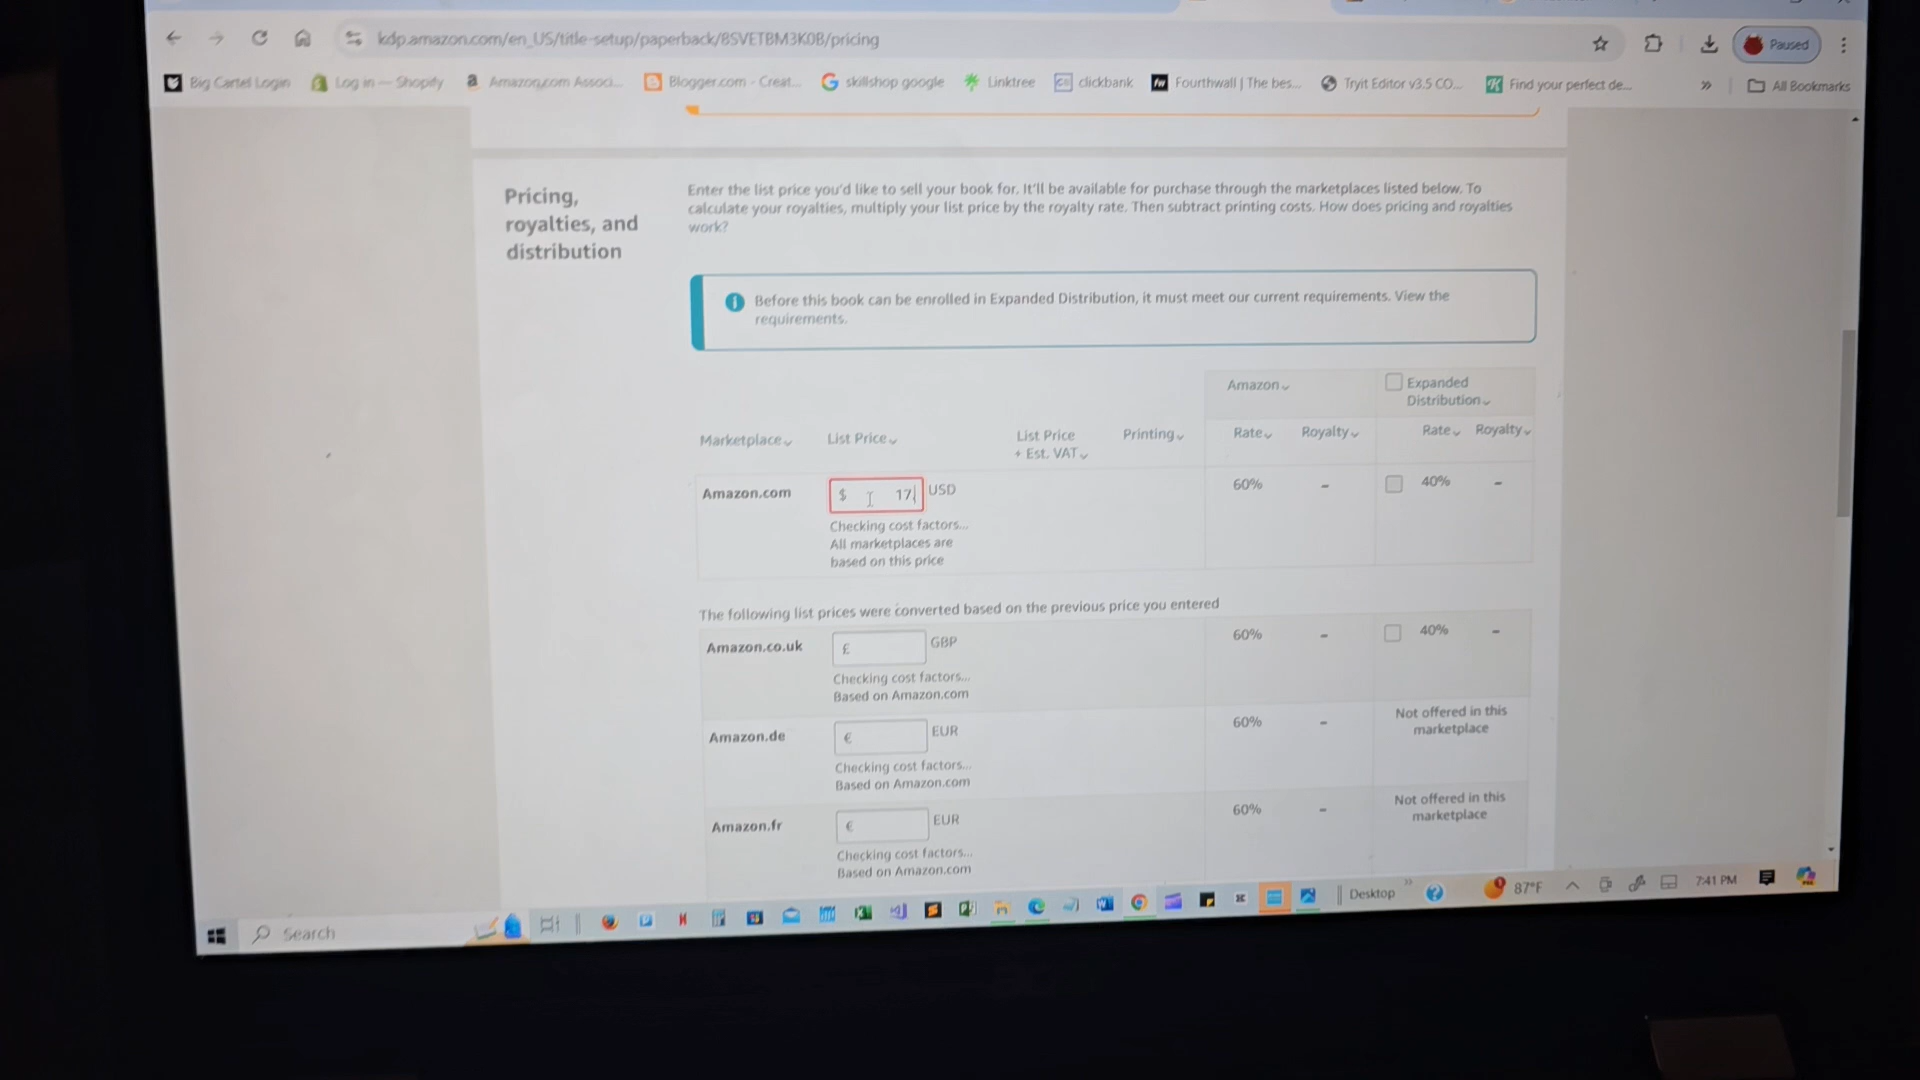 kdp.amazon.com/en_US/title-setup/paperback/8SVETBM3K0B/pricing
Paused
Big Cartel Login Log in — Shopify Amazon.com Associ... Blogger.com - Creat... skillshop google Linktree clickbank Fourthwall | The bes... Tryit Editor v3.5 CO... Find your perfect de... » All Bookmarks
Pricing,
royalties, and
distribution
Enter the list price you'd like to sell your book for. It'll be available for purchase through the marketplaces listed below. To
calculate your royalties, multiply your list price by the royalty rate. Then subtract printing costs. How does pricing and royalties
work?
Before this book can be enrolled in Expanded Distribution, it must meet our current requirements. View the
requirements.
Amazon
Expanded
Distribution
Marketplace List Price List Price
+ Est. VAT Printing Rate Royalty Rate Royalty
Amazon.com $ 17 USD 60% - 40% -
Checking cost factors...
All marketplaces are
based on this price
The following list prices were converted based on the previous price you entered
Amazon.co.uk £ GBP 60% - 40% -
Checking cost factors...
Based on Amazon.com
Amazon.de € EUR 60% - Not offered in this
marketplace
Checking cost factors...
Based on Amazon.com
Amazon.fr € EUR 60% - Not offered in this
marketplace
Checking cost factors...
Based on Amazon.com
Search Desktop » 87°F 7:41 PM